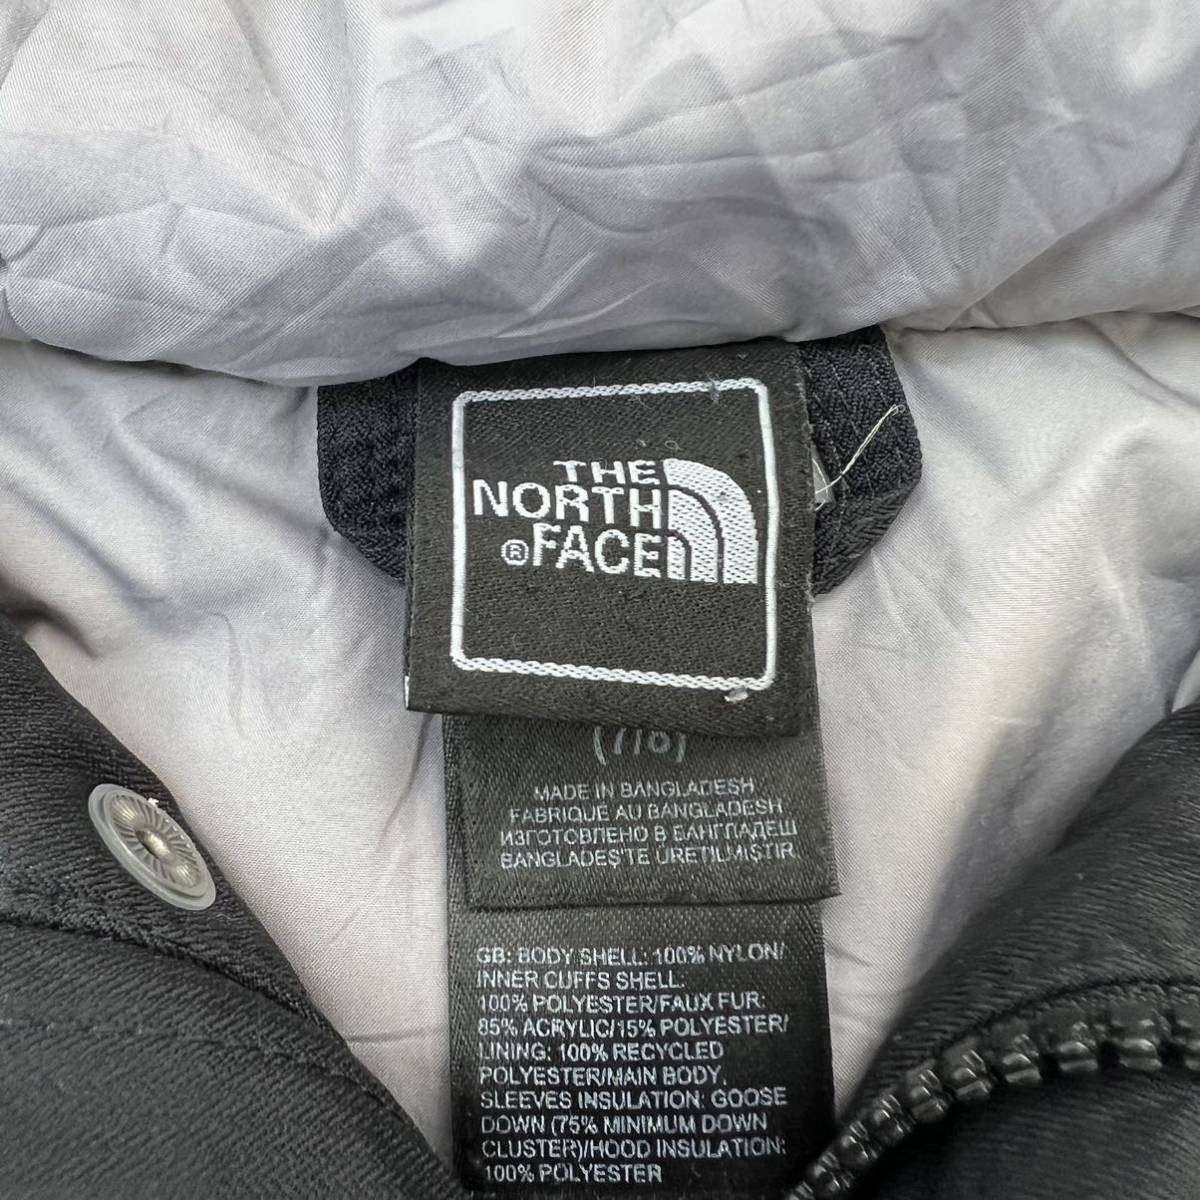 THE
NORTH
® FACE
(7/8)
MADE IN BANGLADESH
FABRIQUE AU BANGLADESH
ИЗГОТОВЛЕНО В БАНГЛАДЕШ
BANGLADEŞ'TE ÜRETILMIŞTIR.
GB: BODY SHELL: 100% NYLON/
INNER CUFFS SHELL:
100% POLYESTER/FAUX FUR:
85% ACRYLIC/15% POLYESTER/
LINING: 100% RECYCLED
POLYESTER/MAIN BODY,
SLEEVES INSULATION: GOOSE
DOWN (75% MINIMUM DOWN
CLUSTER)/HOOD INSULATION:
100% POLYESTER